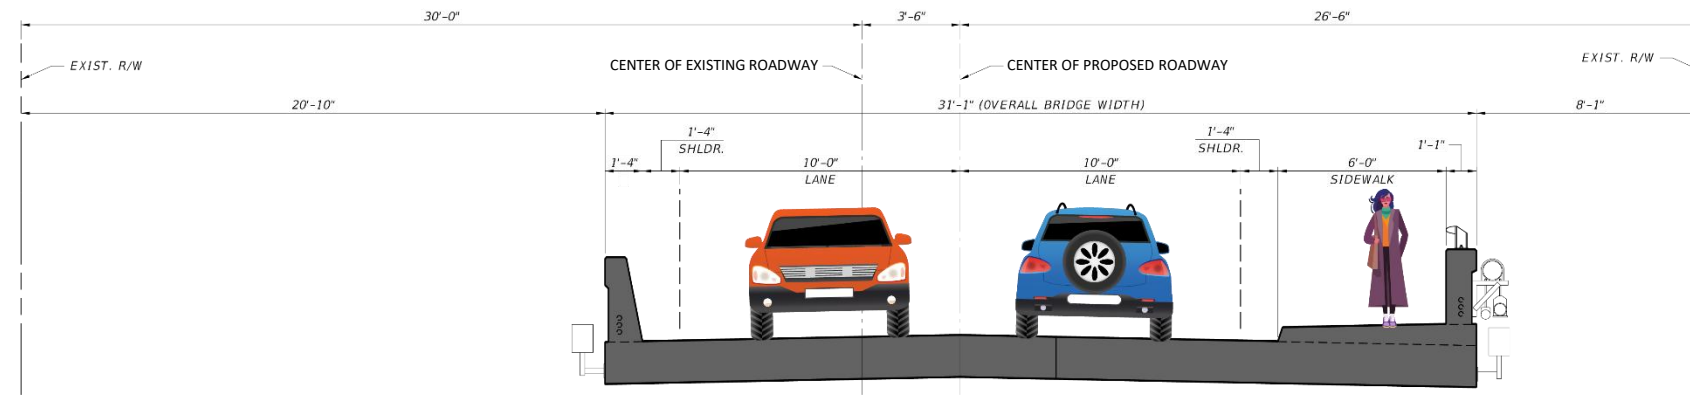 30'-0"
3'-6"
26'-6"
EXIST. R/W
CENTER OF EXISTING ROADWAY
CENTER OF PROPOSED ROADWAY
EXIST. R/W
20'-10"
31'-1" (OVERALL BRIDGE WIDTH)
8'-1"
1'-4"
SHLDR.
1'-4"
SHLDR.
1'-1"
1'-4"
10'-0"
LANE
10'-0"
LANE
6'-0"
SIDEWALK